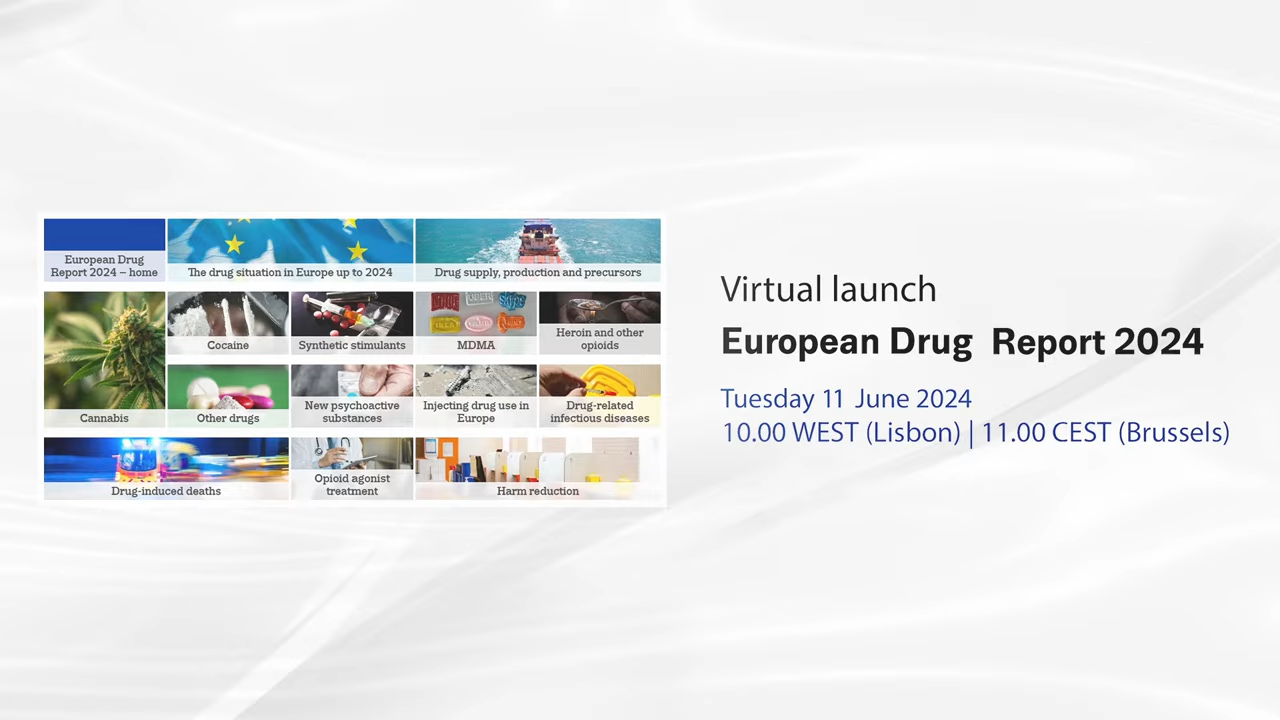 European Drug
Report 2024 – home
The drug situation in Europe up to 2024
Drug supply, production and precursors
Cannabis
Cocaine
Synthetic stimulants
MDMA
Heroin and other
opioids
Other drugs
New psychoactive
substances
Injecting drug use in
Europe
Drug-related
infectious diseases
Drug-induced deaths
Opioid agonist
treatment
Harm reduction
Virtual launch
European Drug Report 2024
Tuesday 11 June 2024
10.00 WEST (Lisbon) | 11.00 CEST (Brussels)